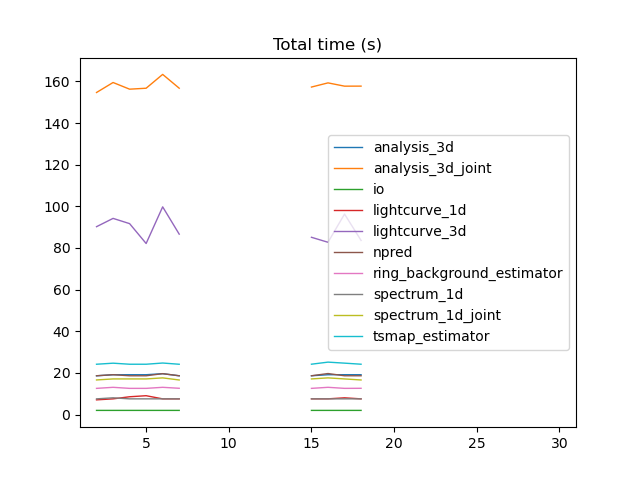 Total time (s)
160
140
120
100
80
60
40
20
0
analysis_3d
analysis_3d_joint
io
lightcurve_1d
lightcurve_3d
npred
ring_background_estimator
spectrum_1d
spectrum_1d_joint
tsmap_estimator
5 10 15 20 25 30